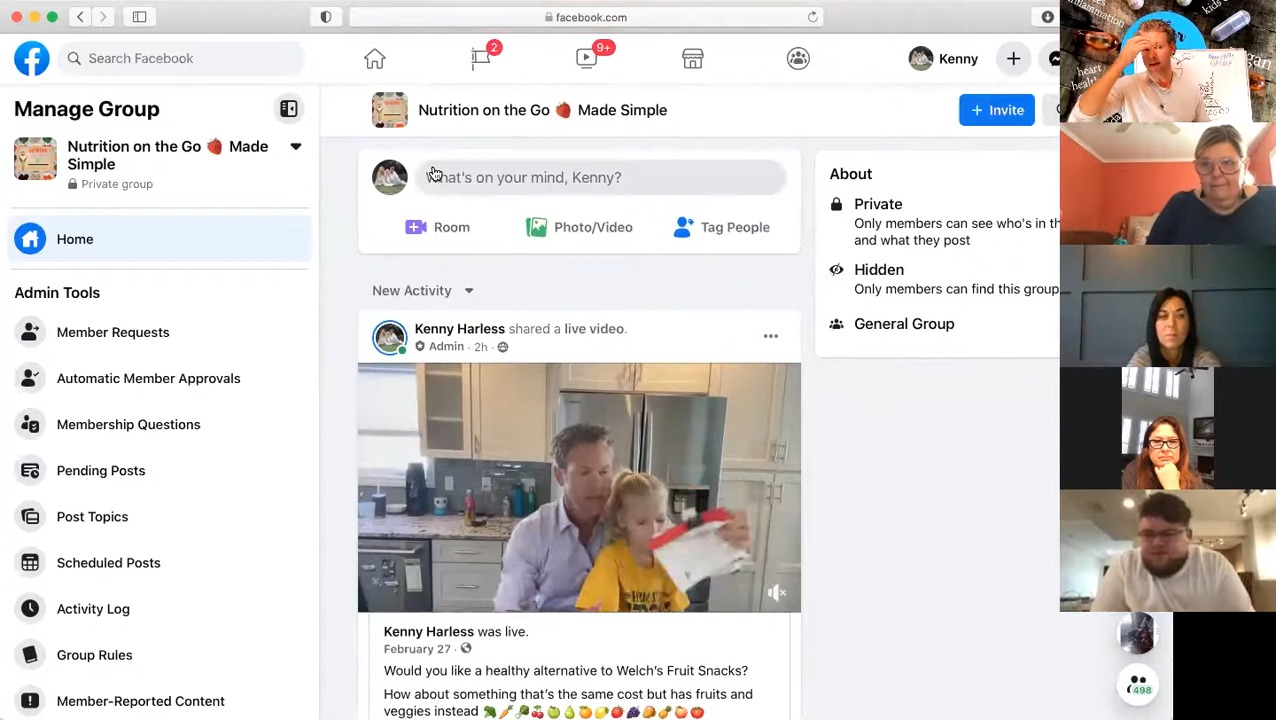 facebook.com
Search Facebook
2
9+
Kenny
Manage Group
Nutrition on the Go 🍓 Made Simple
Private group
Home
Admin Tools
Member Requests
Automatic Member Approvals
Membership Questions
Pending Posts
Post Topics
Scheduled Posts
Activity Log
Group Rules
Member-Reported Content
Nutrition on the Go 🍓 Made Simple
+ Invite
What's on your mind, Kenny?
Room
Photo/Video
Tag People
New Activity
Kenny Harless shared a live video.
Admin · 2h ·
Kenny Harless was live.
February 27 ·
Would you like a healthy alternative to Welch's Fruit Snacks?
How about something that's the same cost but has fruits and
veggies instead
About
Private
Only members can see who's in th
and what they post
Hidden
Only members can find this group
General Group
inflammation
kids
heart
498